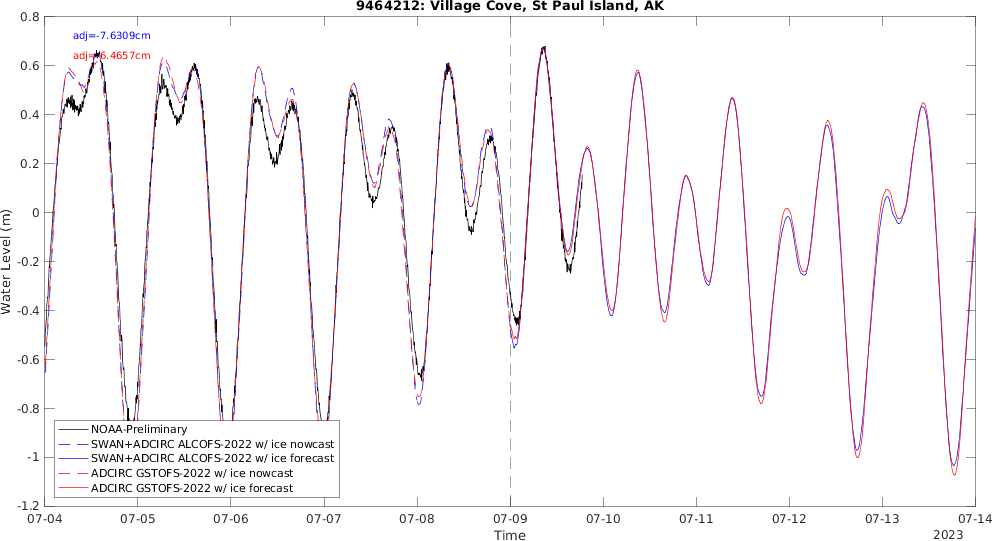 9464212: Village Cove, St Paul Island, AK
adj=-7.6309cm
adj=-6.4657cm
Water Level (m)
0.8
0.6
0.4
0.2
0
-0.2
-0.4
-0.6
-0.8
-1
-1.2
NOAA-Preliminary
SWAN+ADCIRC ALCOFS-2022 w/ ice nowcast
SWAN+ADCIRC ALCOFS-2022 w/ ice forecast
ADCIRC GSTOFS-2022 w/ ice nowcast
ADCIRC GSTOFS-2022 w/ ice forecast
07-04 07-05 07-06 07-07 07-08 07-09 07-10 07-11 07-12 07-13 07-14
Time
2023